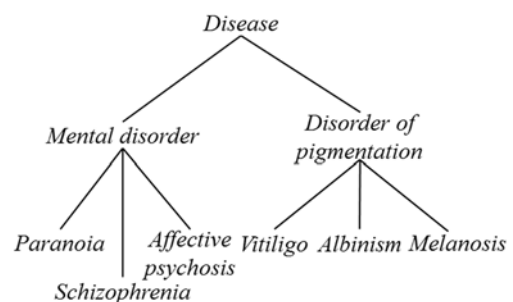 Disease
Mental disorder
Disorder of
pigmentation
Paranoia
Affective
psychosis
Schizophrenia
Vitiligo
Albinism
Melanosis